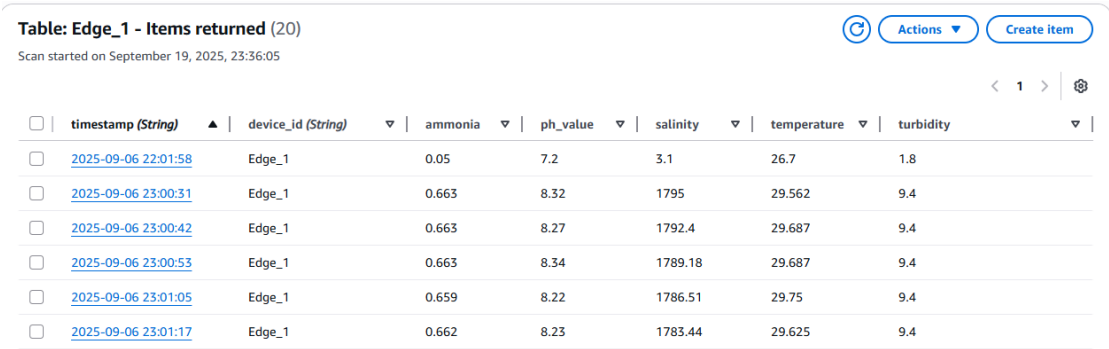 Table: Edge_1 - Items returned (20)
Actions
Create item
Scan started on September 19, 2025, 23:36:05
1
timestamp (String) device_id (String) ammonia ph_value salinity temperature turbidity
2025-09-06 22:01:58 Edge_1 0.05 7.2 3.1 26.7 1.8
2025-09-06 23:00:31 Edge_1 0.663 8.32 1795 29.562 9.4
2025-09-06 23:00:42 Edge_1 0.663 8.27 1792.4 29.687 9.4
2025-09-06 23:00:53 Edge_1 0.663 8.34 1789.18 29.687 9.4
2025-09-06 23:01:05 Edge_1 0.659 8.22 1786.51 29.75 9.4
2025-09-06 23:01:17 Edge_1 0.662 8.23 1783.44 29.625 9.4